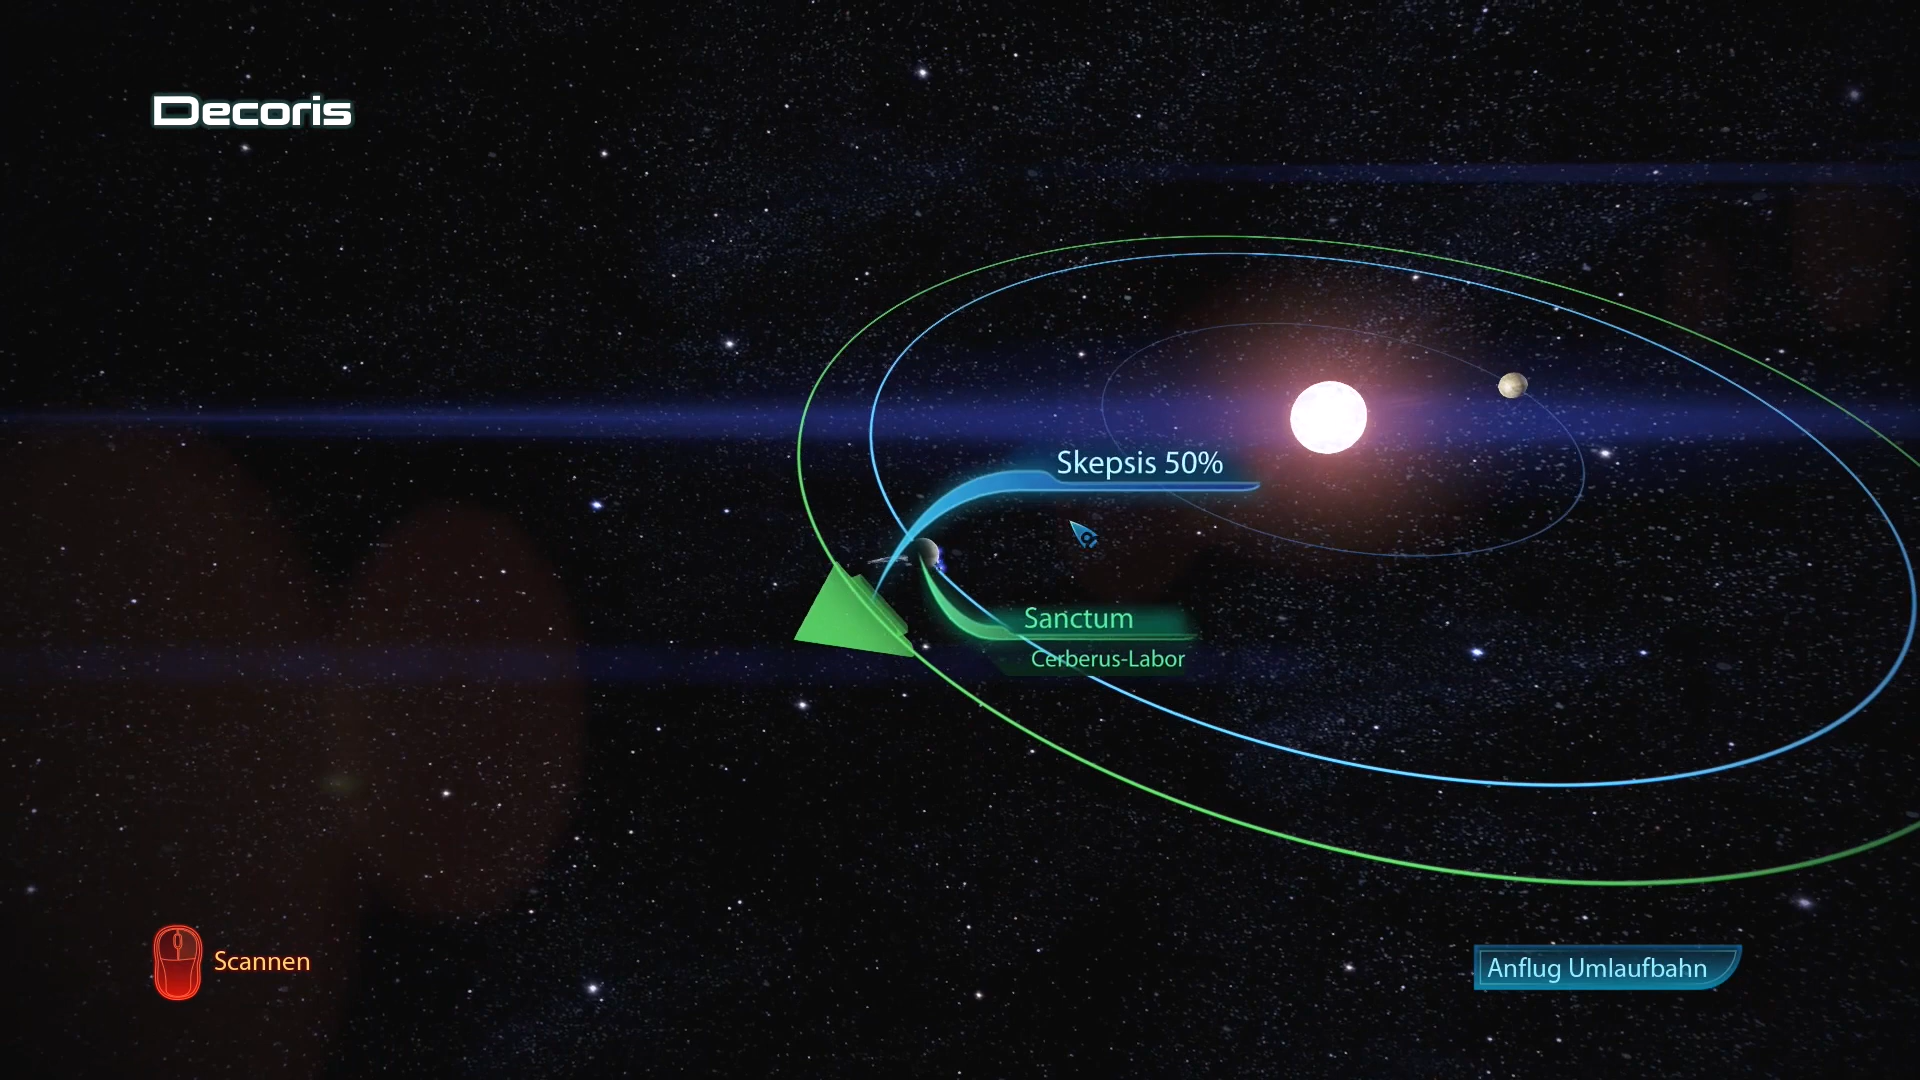 Decoris
Skepsis 50%
Sanctum
Cerberus-Labor
Scannen
Anflug Umlaufbahn